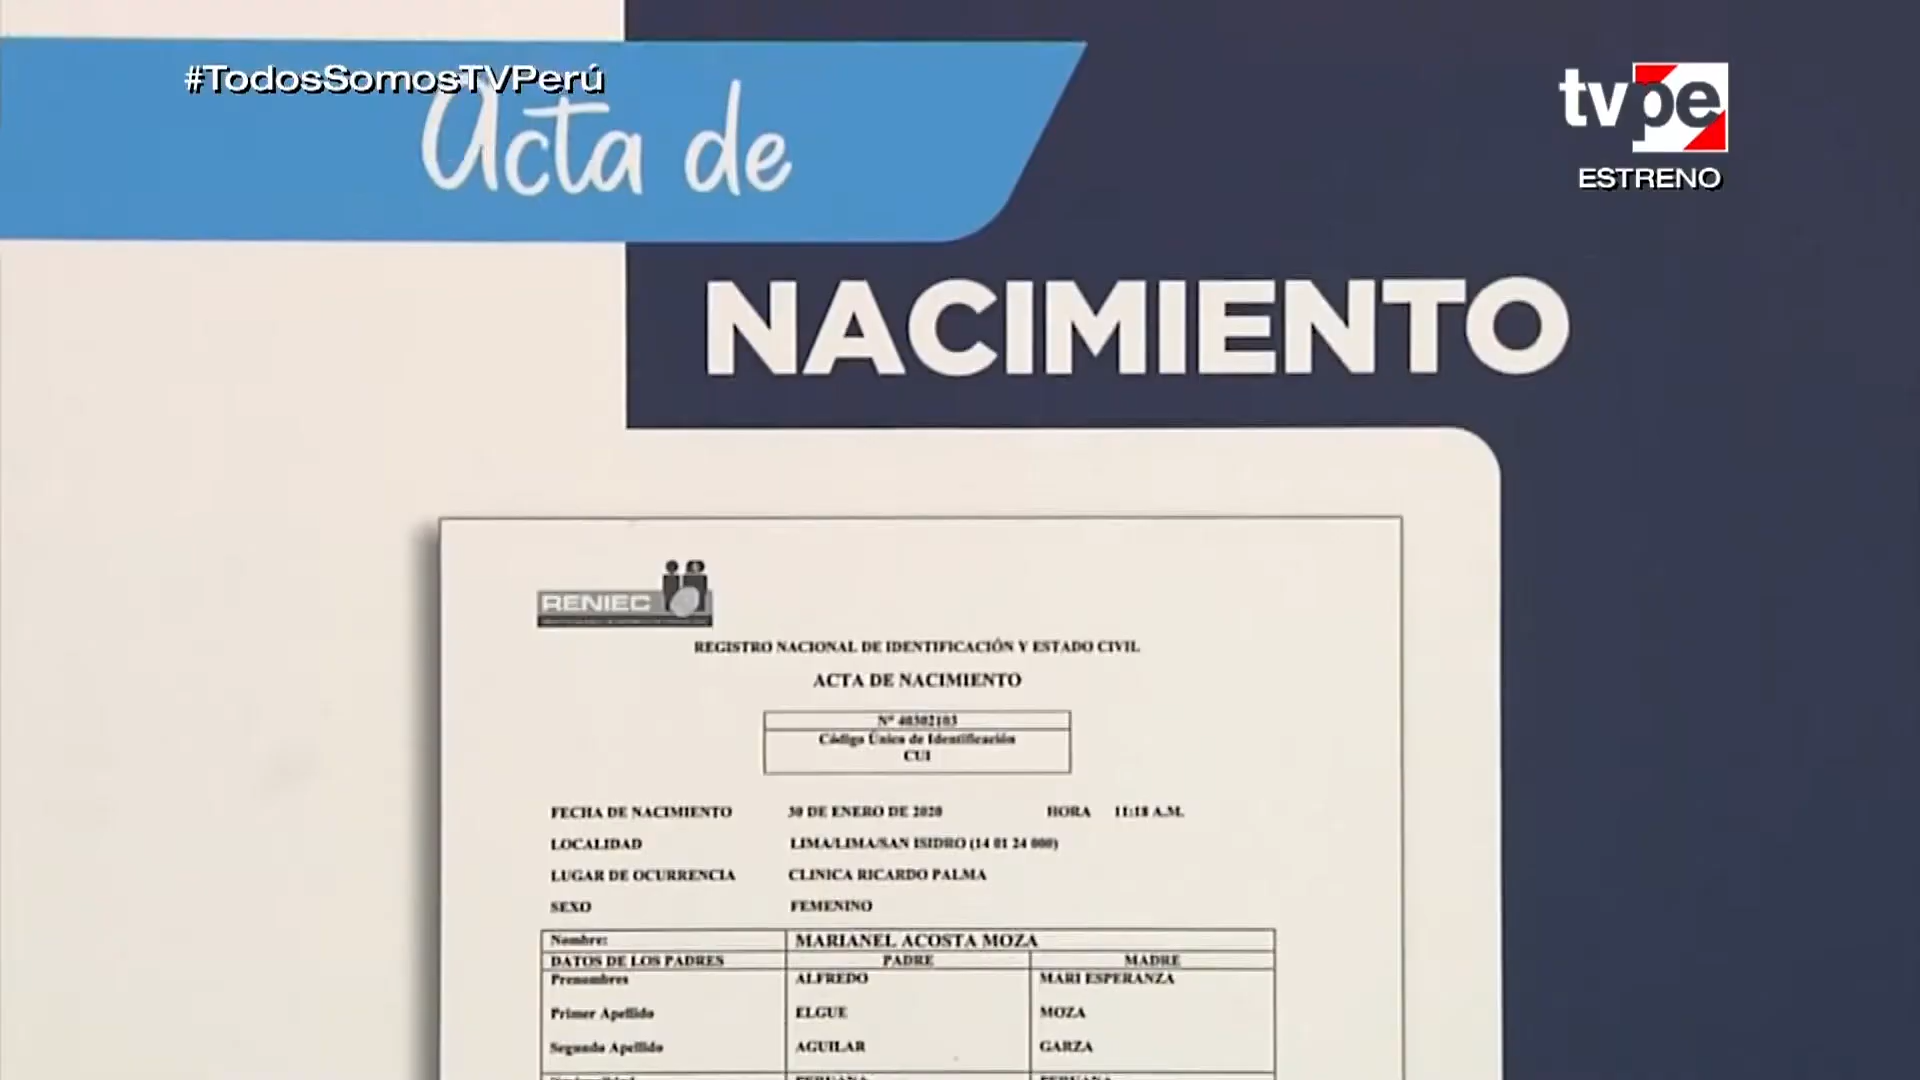 #TodosSomosTVPerú
tvpe
ESTRENO
Acta de
NACIMIENTO
RENIEC
REGISTRO NACIONAL DE IDENTIFICACIÓN Y ESTADO CIVIL
ACTA DE NACIMIENTO
N° 40302103
Código Único de Identificación
CUI
FECHA DE NACIMIENTO 30 DE ENERO DE 2020 HORA 11:18 A.M.
LOCALIDAD LIMA/LIMA/SAN ISIDRO (14 01 24 000)
LUGAR DE OCURRENCIA CLINICA RICARDO PALMA
SEXO FEMENINO
Nombre: MARIANEL ACOSTA MOZA
DATOS DE LOS PADRES PADRE MADRE
Prenombres ALFREDO MARI ESPERANZA
Primer Apellido ELGUE MOZA
Segundo Apellido AGUILAR GARZA